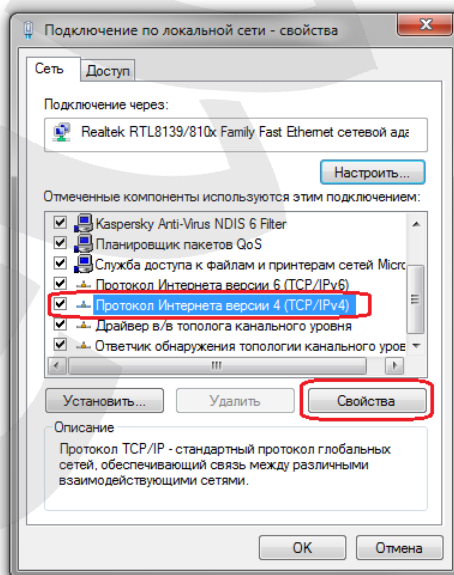 Подключение по локальной сети - свойства
Сеть
Доступ
Подключение через:
Realtek RTL8139/810x Family Fast Ethernet сетевой ада
Настроить...
Отмеченные компоненты используются этим подключением:
Kaspersky Anti-Virus NDIS 6 Filter
Планировщик пакетов QoS
Служба доступа к файлам и принтерам сетей Micro
Протокол Интернета версии 6 (TCP/IPv6)
Протокол Интернета версии 4 (TCP/IPv4)
Драйвер в/в тополога канального уровня
Ответчик обнаружения топологии канального уров
Установить...
Удалить
Свойства
Описание
Протокол TCP/IP - стандартный протокол глобальных
сетей, обеспечивающий связь между различными
взаимодействующими сетями.
OK
Отмена